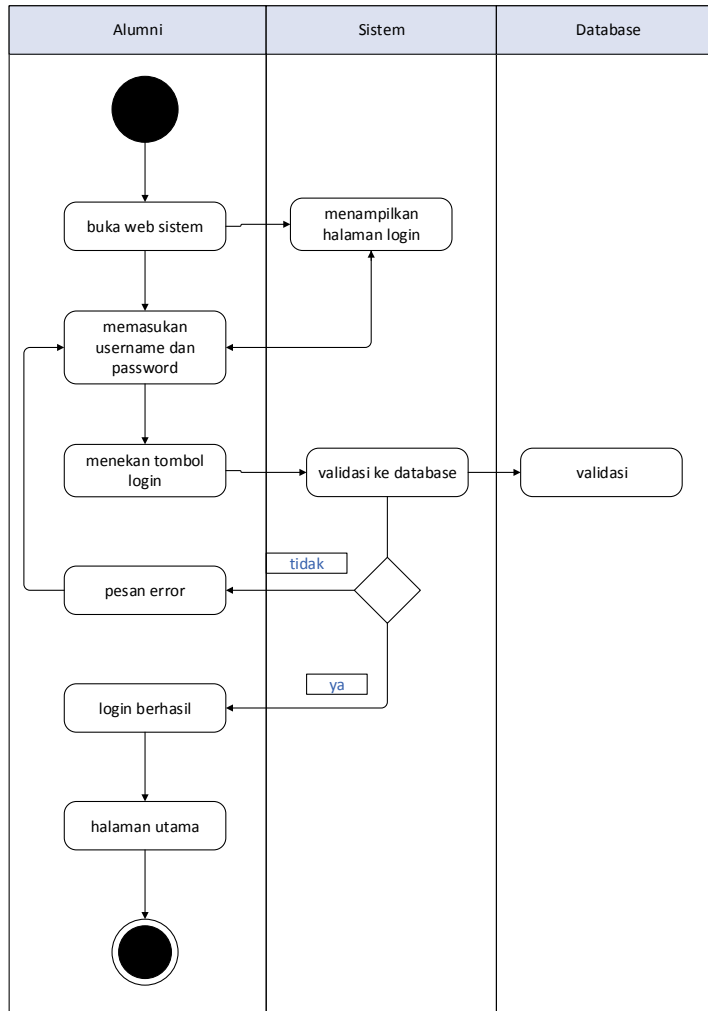 Alumni
Sistem
Database
buka web sistem
menampilkan
halaman login
memasukan
username dan
password
menekan tombol
login
validasi ke database
validasi
tidak
pesan error
ya
login berhasil
halaman utama